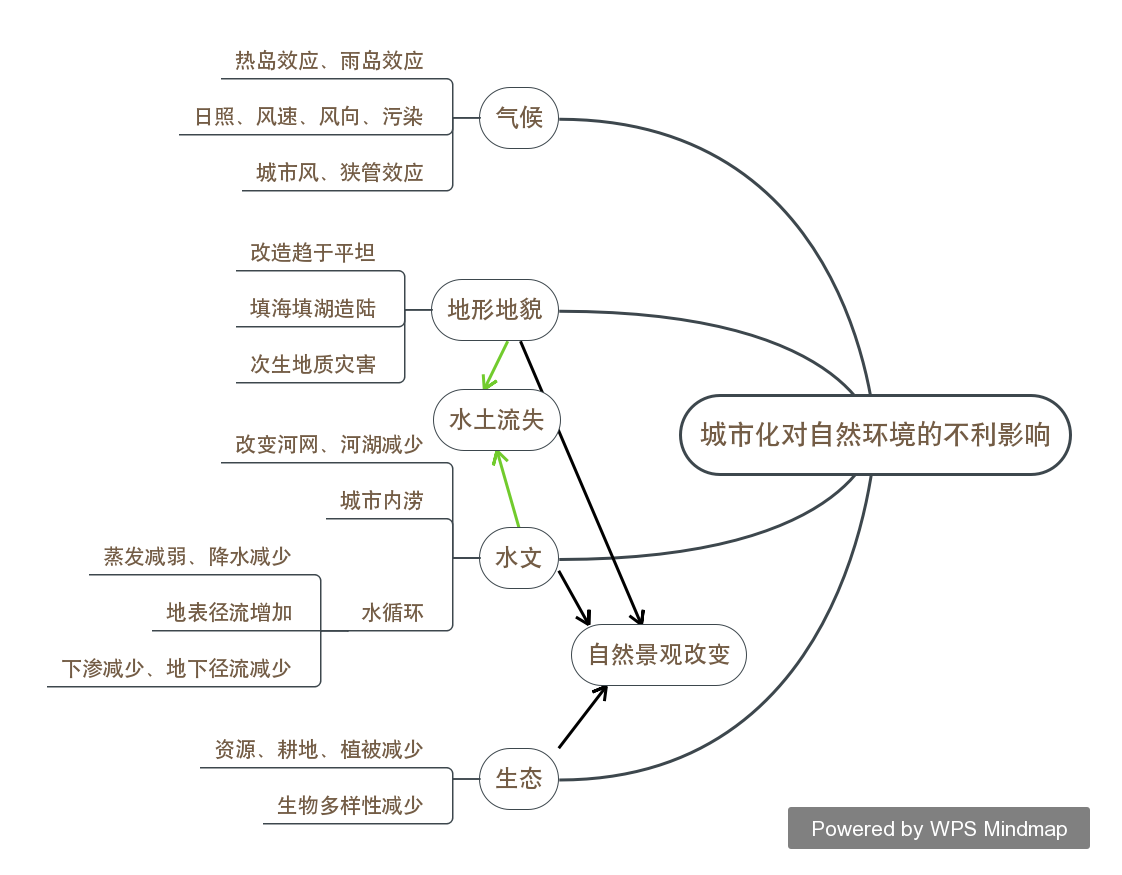 热岛效应、雨岛效应
日照、风速、风向、污染
气候
城市风、狭管效应
改造趋于平坦
填海填湖造陆
地形地貌
次生地质灾害
水土流失
城市化对自然环境的不利影响
改变河网、河湖减少
城市内涝
水文
蒸发减弱、降水减少
地表径流增加
水循环
下渗减少、地下径流减少
自然景观改变
资源、耕地、植被减少
生态
生物多样性减少
Powered by WPS Mindmap